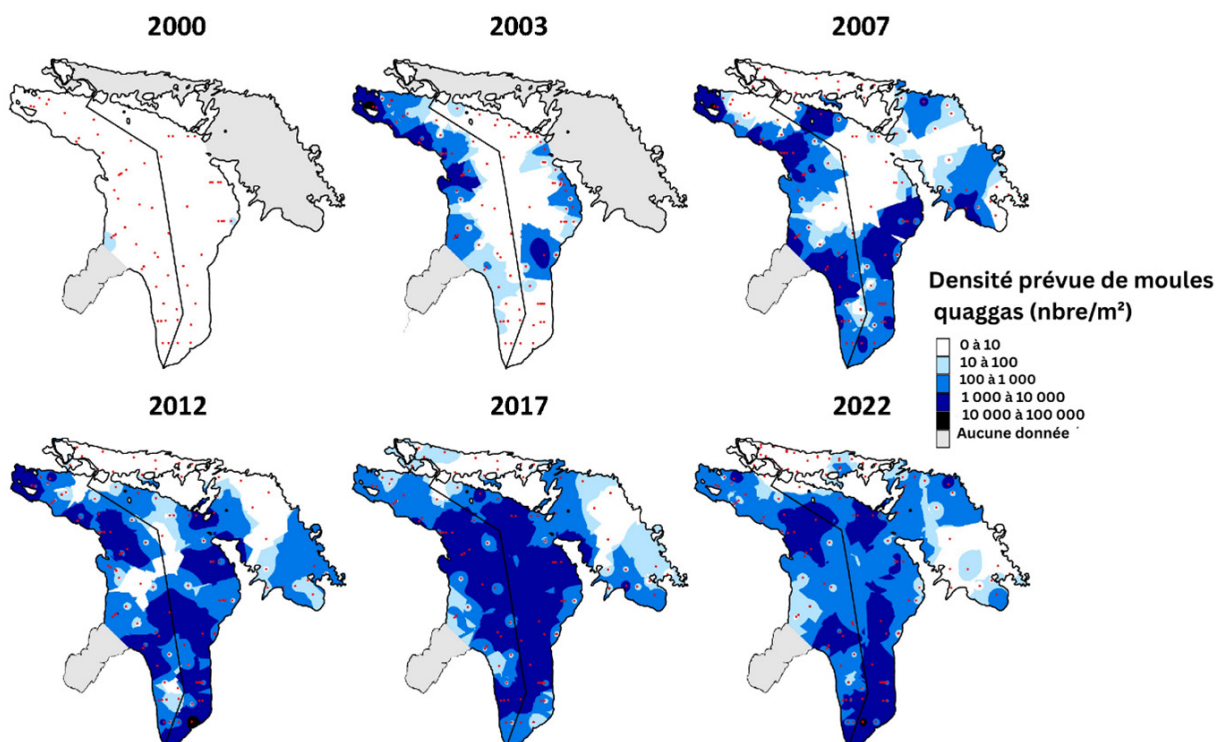 2000
2003
2007
Densité prévue de moules
quaggas (nbre/m²)
0 à 10
10 à 100
100 à 1 000
1 000 à 10 000
10 000 à 100 000
Aucune donnée
2012
2017
2022